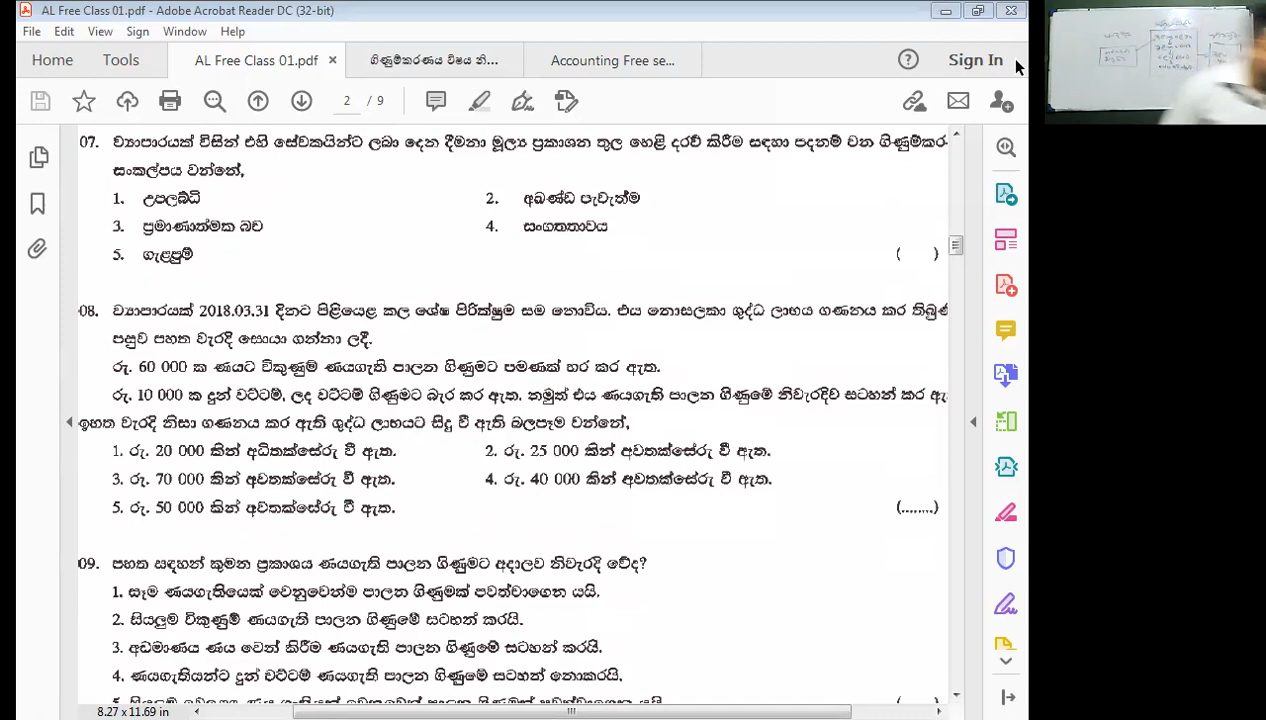 AL Free Class 01.pdf - Adobe Acrobat Reader DC (32-bit)
File Edit View Sign Window Help
Home Tools AL Free Class 01.pdf × ගිණුම්කරණය විෂය නි... Accounting Free se... Sign In
2 / 9
07. ව්‍යාපාරයක් විසින් එහි සේවකයින්ට ලබා දෙන දීමනා මූල්‍ය ප්‍රකාශන තුල හෙළි දරව් කිරීම සඳහා පදනම් වන ගිණුම්කර
සංකල්පය වන්නේ,
1. උපලබ්ධි 2. අඛණ්ඩ පැවැත්ම
3. ප්‍රමාණාත්මක බව 4. සංගතතාවය
5. ගැළපුම් ( )
08. ව්‍යාපාරයක් 2018.03.31 දිනට පිළියෙළ කල ශේෂ පිරික්ෂුම සම නොවිය. එය නොසලකා ශුද්ධ ලාභය ගණනය කර තිබුණ
පසුව පහත වැරදි සොයා ගන්නා ලදී.
රු. 60 000 ක ණයට විකුණුම් ණයගැති පාලන ගිණුමට පමණක් හර කර ඇත.
රු. 10 000 ක දුන් වට්ටම්, ලද වට්ටම් ගිණුමට බැර කර ඇත. නමුත් එය ණයගැති පාලන ගිණුමේ නිවැරදිව සටහන් කර ඇ
ඉහත වැරදි නිසා ගණනය කර ඇති ශුද්ධ ලාභයට සිදු වී ඇති බලපෑම වන්නේ,
1. රු. 20 000 කින් අධිතක්සේරු වී ඇත. 2. රු. 25 000 කින් අවතක්සේරු වී ඇත.
3. රු. 70 000 කින් අවතක්සේරු වී ඇත. 4. රු. 40 000 කින් අවතක්සේරු වී ඇත.
5. රු. 50 000 කින් අවතක්සේරු වී ඇත. (........)
09. පහත සඳහන් කුමන ප්‍රකාශය ණයගැති පාලන ගිණුමට අදාලව නිවැරදි වේද?
1. සෑම ණයගැතියෙක් වෙනුවෙන්ම පාලන ගිණුමක් පවත්වාගෙන යයි.
2. සියලුම විකුණුම් ණයගැති පාලන ගිණුමේ සටහන් කරයි.
3. අඩමාණය ණය වෙන් කිරීම ණයගැති පාලන ගිණුමේ සටහන් කරයි.
4. ණයගැතියන්ට දුන් වට්ටම් ණයගැති පාලන ගිණුමේ සටහන් නොකරයි.
8.27 x 11.69 in